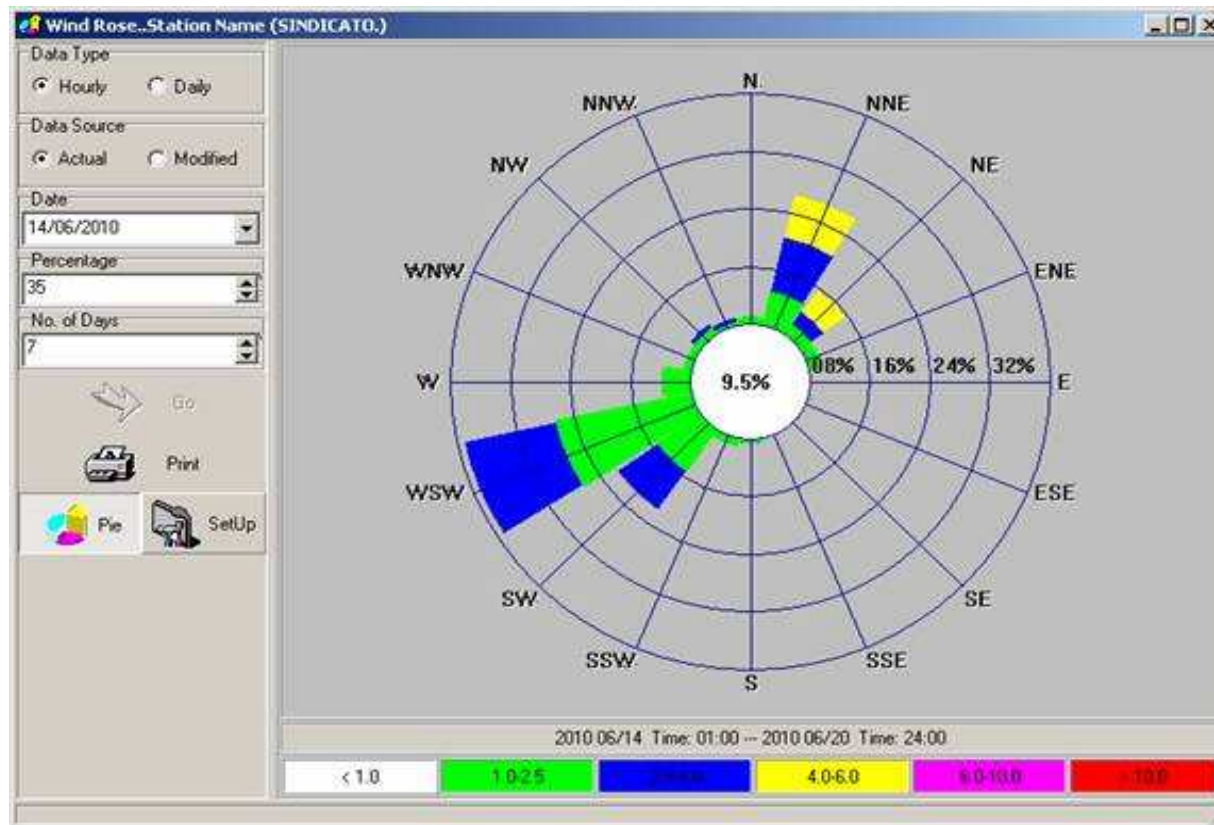 Wind Rose..Station Name (SINDICATO.)
Data Type
Hourly Daily
Data Source
Actual Modified
Date
14/06/2010
Percentage
35
No. of Days
7
Go
Print
Pie SetUp
N
NNW NNE
NW NE
WNW ENE
W 9.5% 08% 16% 24% 32% E
WSW ESE
SW SE
SSW SSE
S
2010 06/14 Time: 01:00 --- 2010 06/20 Time: 24:00
< 1.0 1.0-2.5 4.0-6.0 6.0-10.0 > 10.0